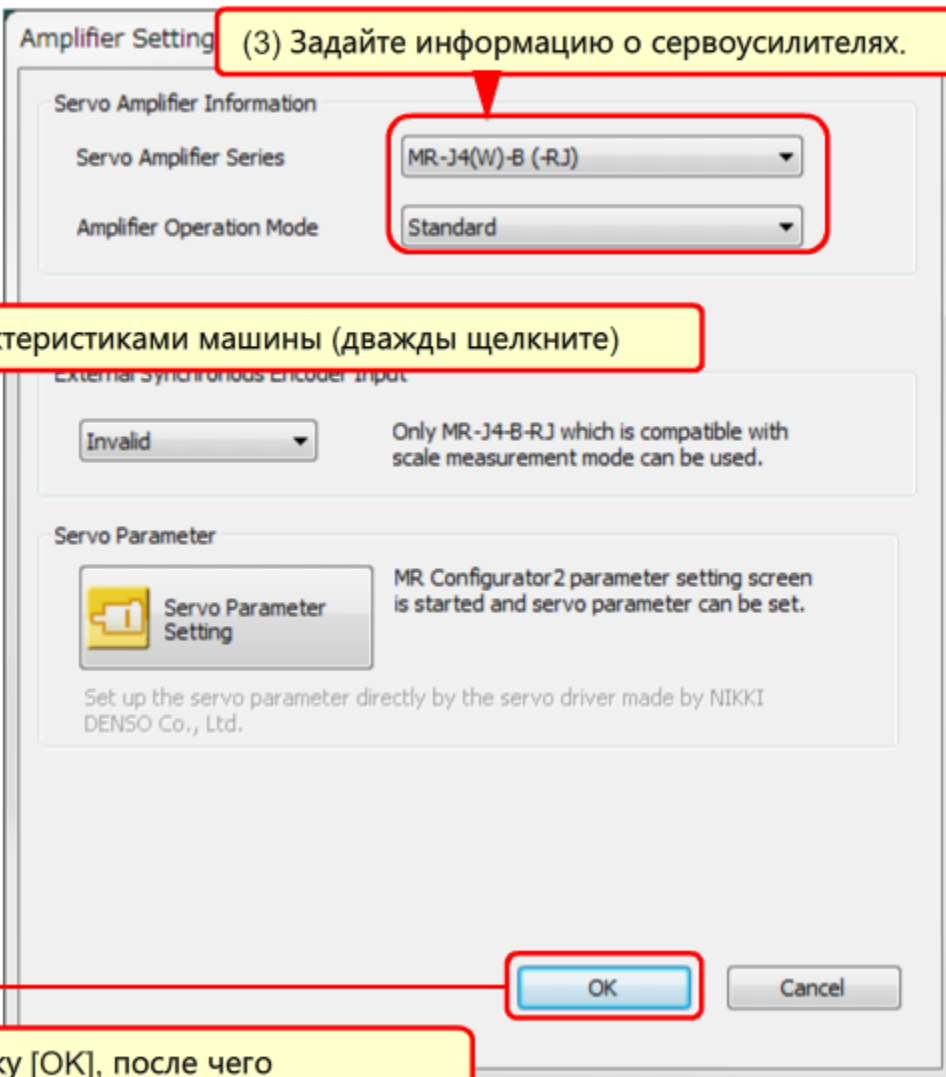 Amplifier Setting
(3) Задайте информацию о сервоусилителях.
Servo Amplifier Information
Servo Amplifier Series
MR-J4(W)-B (-RJ)
Amplifier Operation Mode
Standard
ктеристиками машины (дважды щелкните)
External Synchronous Encoder Input
Invalid
Only MR-J4-B-RJ which is compatible with
scale measurement mode can be used.
Servo Parameter
Servo Parameter
Setting
MR Configurator2 parameter setting screen
is started and servo parameter can be set.
Set up the servo parameter directly by the servo driver made by NIKKI
DENSO Co., Ltd.
OK
Cancel
ку [OK], после чего